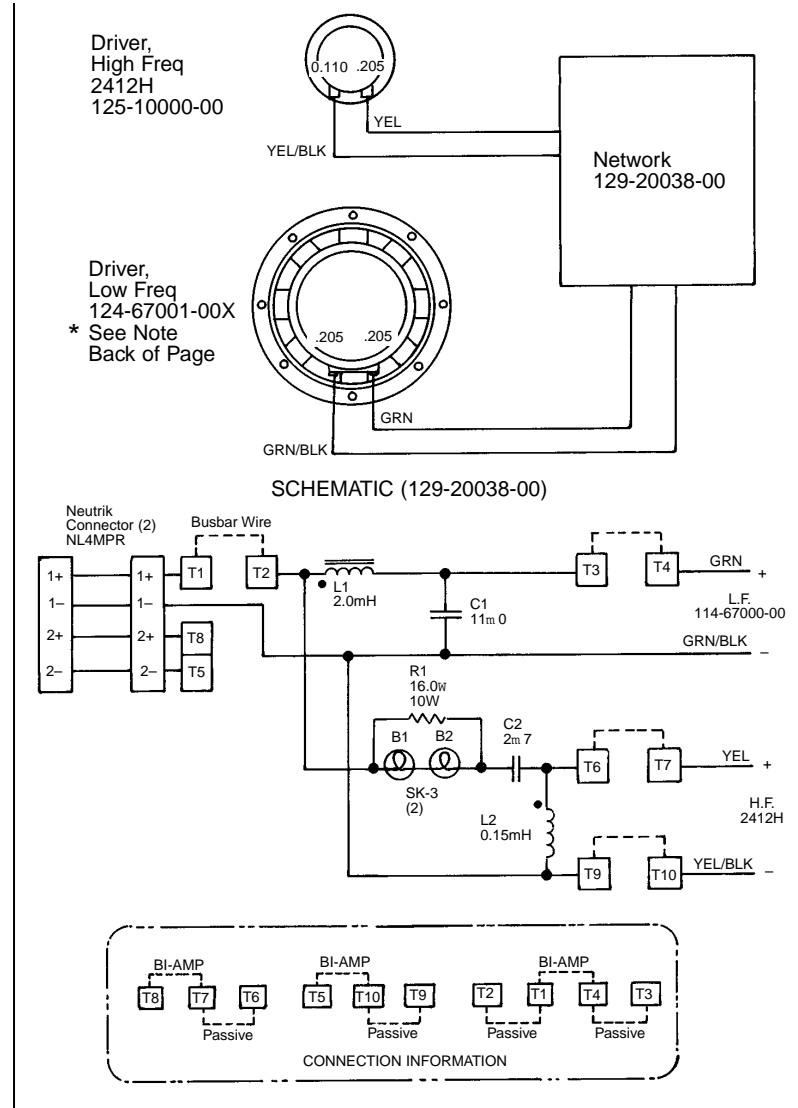 Driver,
High Freq
2412H
125-10000-00
0.110 .205
YEL
YEL/BLK
Network
129-20038-00
Driver,
Low Freq
124-67001-00X
* See Note
Back of Page
.205 .205
GRN
GRN/BLK
SCHEMATIC (129-20038-00)
Neutrik
Connector (2)
NL4MPR
Busbar Wire
1+ 1+ T1 T2
1– 1–
2+ 2+ T8
2– 2– T5
L1
2.0mH
C1
11m 0
T3 T4 GRN +
L.F.
114-67000-00
GRN/BLK –
R1
16.0w
10W
B1 B2
SK-3
(2)
C2
2m 7
L2
0.15mH
T6 T7 YEL +
H.F.
2412H
T9 T10 YEL/BLK –
BI-AMP BI-AMP BI-AMP
T8 T7 T6 T5 T10 T9 T2 T1 T4 T3
Passive Passive Passive Passive
CONNECTION INFORMATION